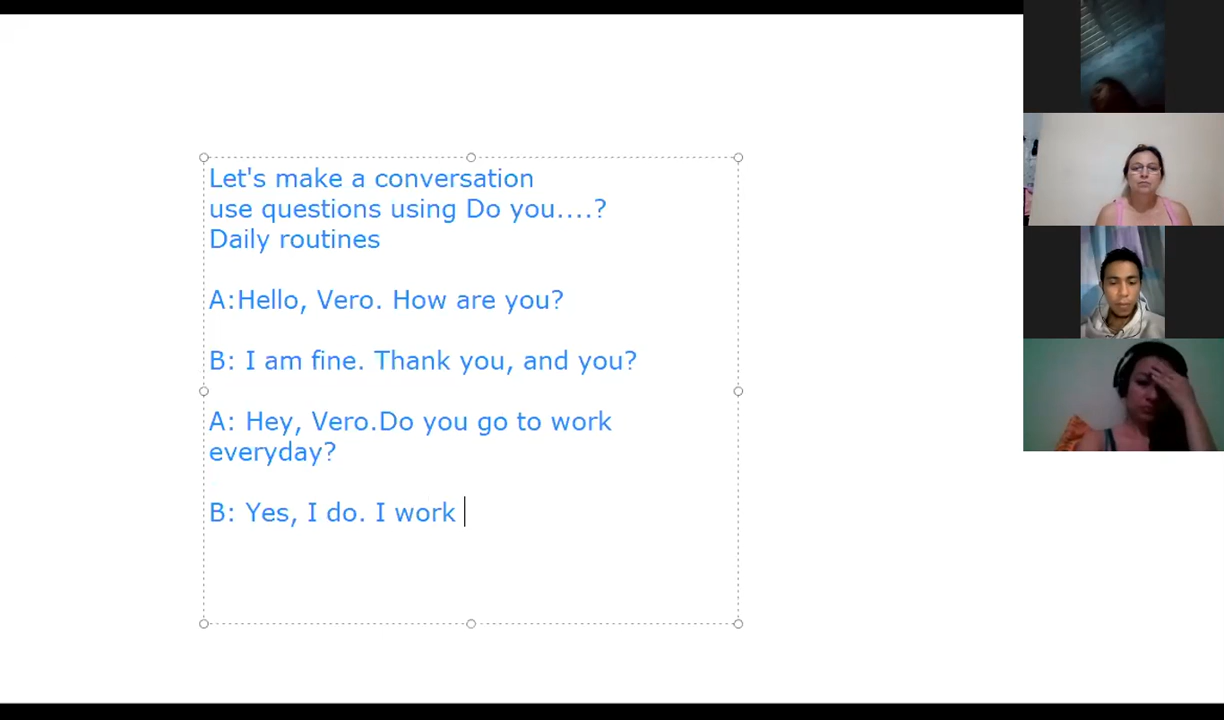 Let's make a conversation
use questions using Do you....?
Daily routines
A:Hello, Vero. How are you?
B: I am fine. Thank you, and you?
A: Hey, Vero.Do you go to work
everyday?
B: Yes, I do. I work